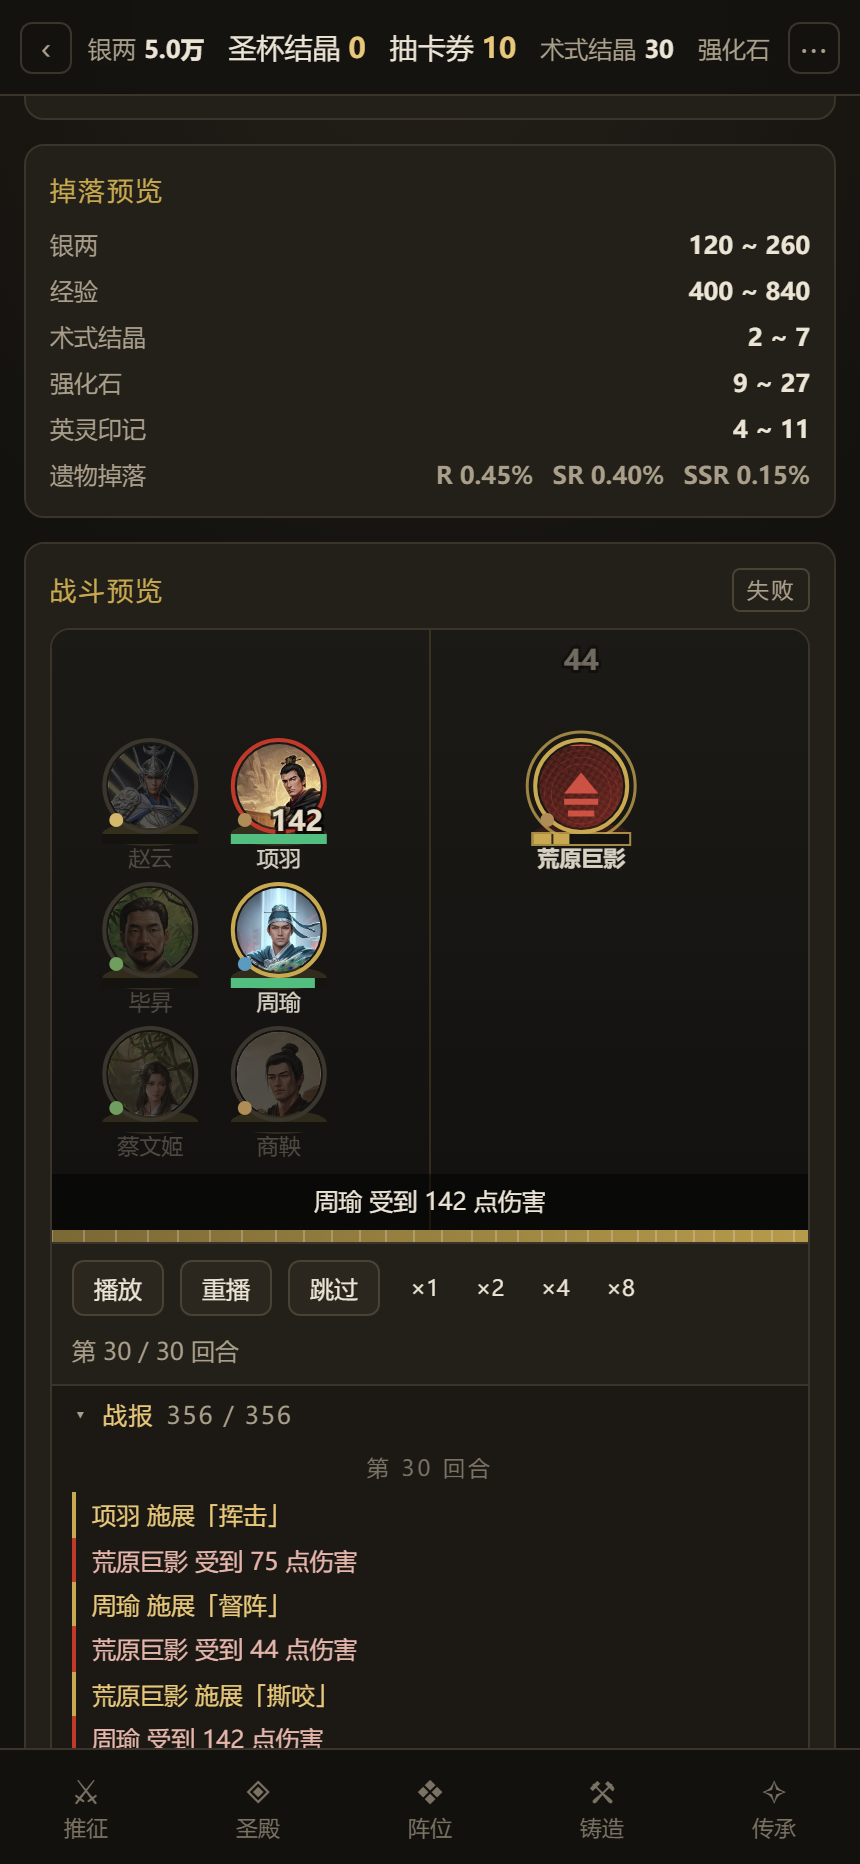 银两 5.0万 圣杯结晶 0 抽卡券 10 术式结晶 30 强化石
掉落预览
银两 120 ~ 260
经验 400 ~ 840
术式结晶 2 ~ 7
强化石 9 ~ 27
英灵印记 4 ~ 11
遗物掉落 R 0.45% SR 0.40% SSR 0.15%
战斗预览 失败
44
142
赵云 项羽 荒原巨影
毕昇 周瑜
蔡文姬 商鞅
周瑜 受到 142 点伤害
播放 重播 跳过 ×1 ×2 ×4 ×8
第 30 / 30 回合
战报 356 / 356
第 30 回合
项羽 施展「挥击」
荒原巨影 受到 75 点伤害
周瑜 施展「督阵」
荒原巨影 受到 44 点伤害
荒原巨影 施展「撕咬」
周瑜 受到 142 点伤害
推征 圣殿 阵位 铸造 传承